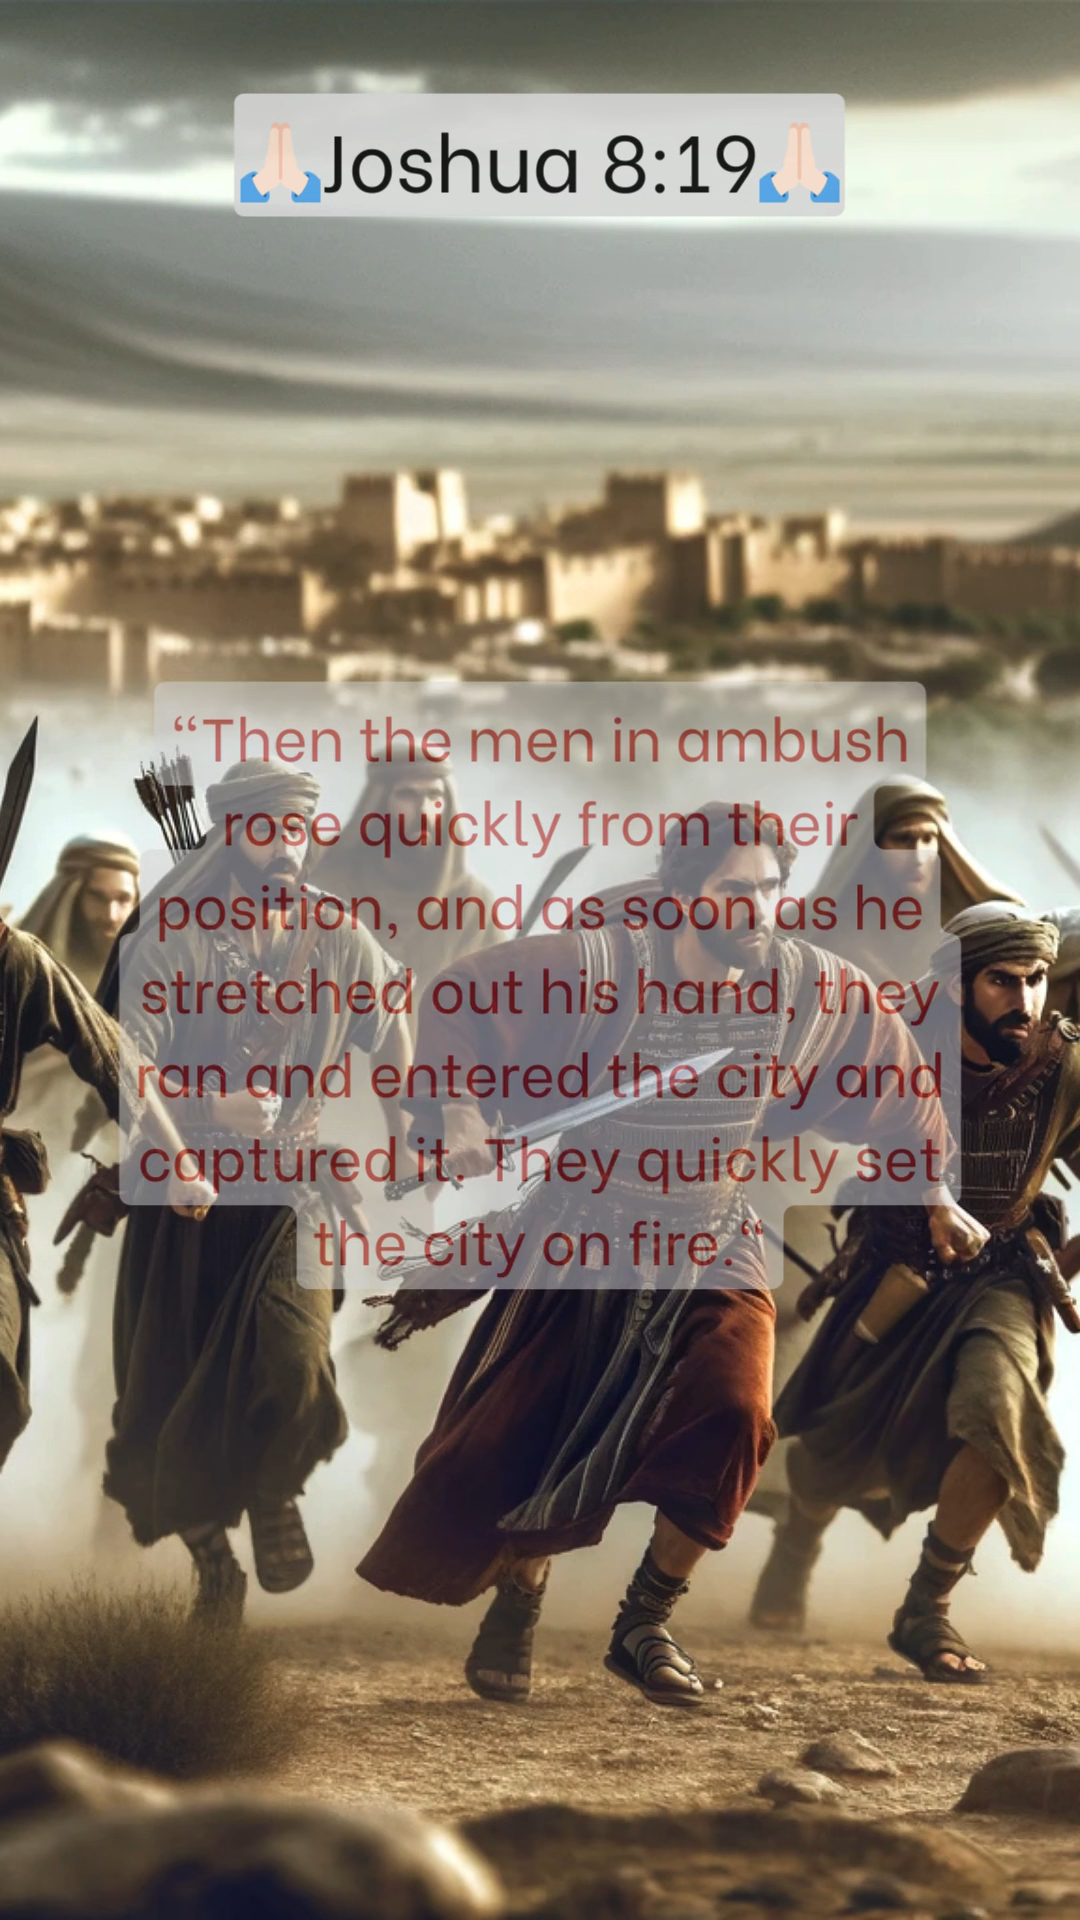 🙏🏻Joshua 8:19🙏🏻
“Then the men in ambush
rose quickly from their
position, and as soon as he
stretched out his hand, they
ran and entered the city and
captured it. They quickly set
the city on fire.“